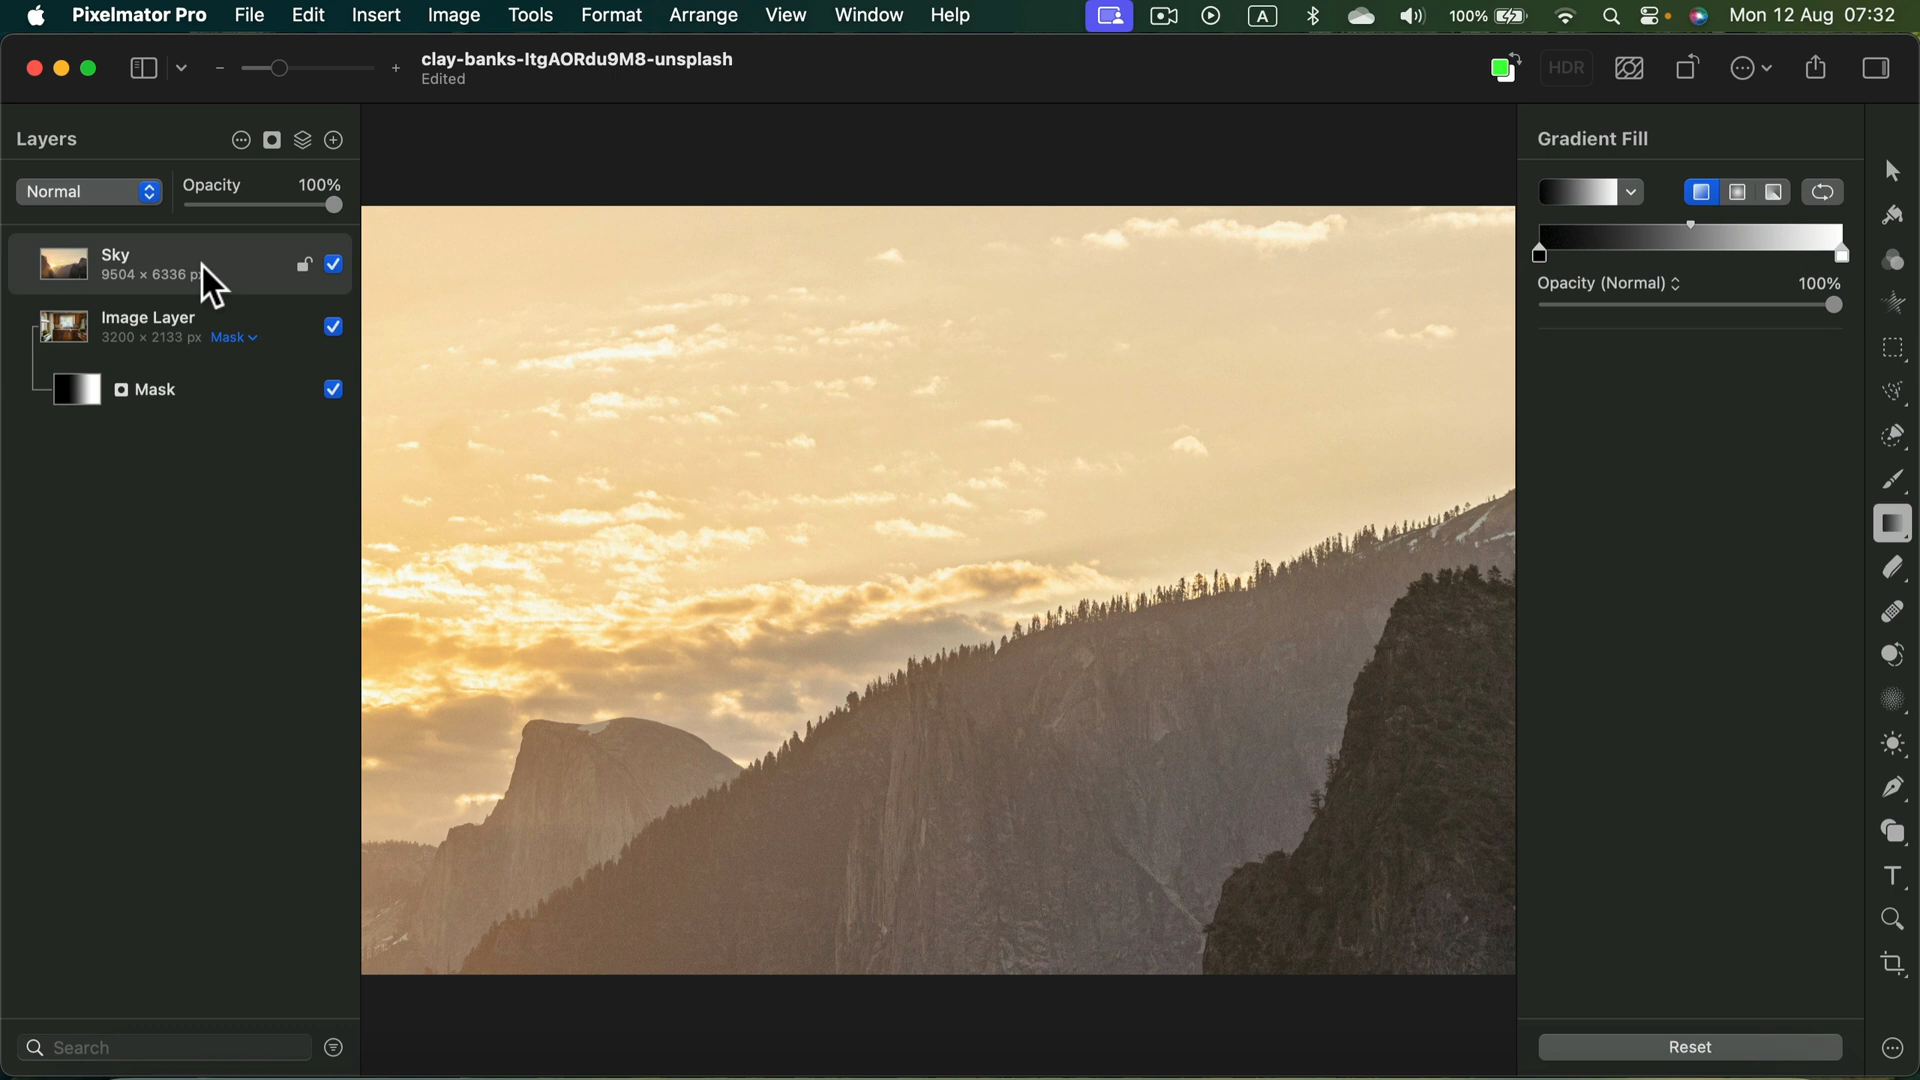 Pixelmator Pro File Edit Insert Image Tools Format Arrange View Window Help A 100% Mon 12 Aug 07:32
clay-banks-ItgAORdu9M8-unsplash
Edited
HDR
Layers
Normal
Opacity 100%
Sky
9504 × 6336 p
Image Layer
3200 × 2133 px Mask
Mask
Search
Gradient Fill
Opacity (Normal) 100%
T
Reset